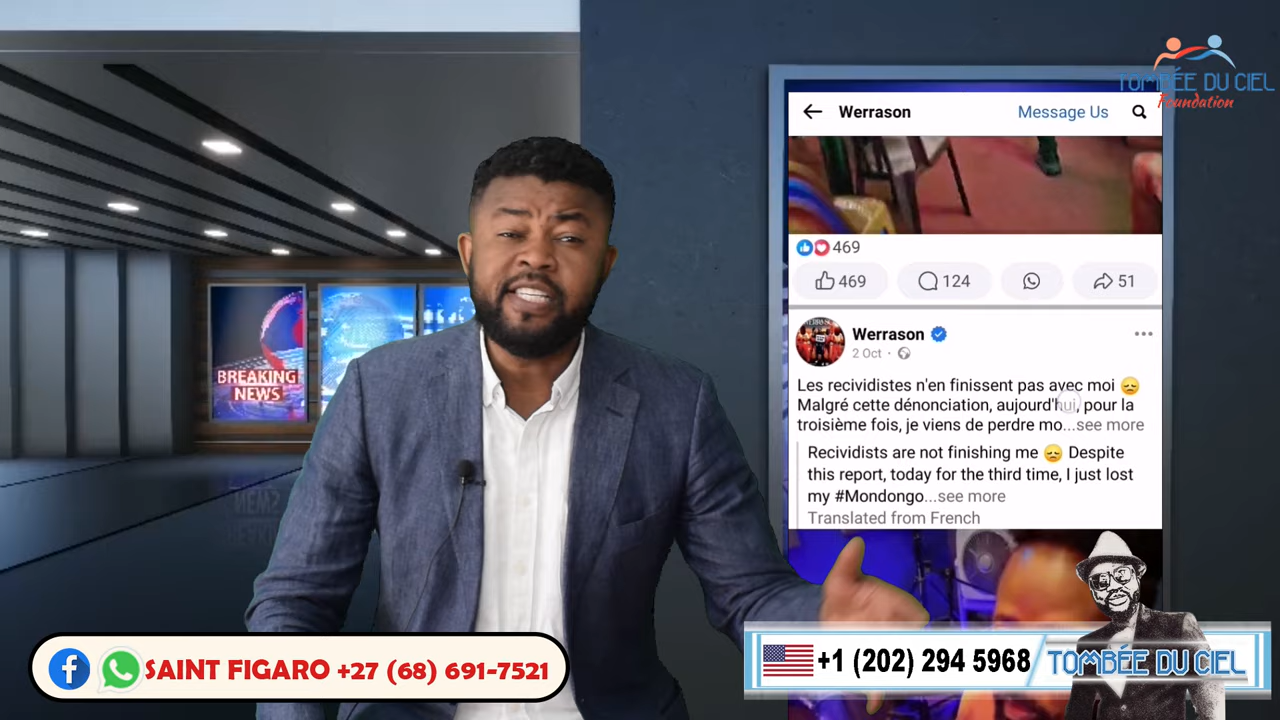 TOMBÉE DU CIEL
Foundation
Werrason
Message Us
469
469
124
51
Werrason
2 Oct ·
Les recividistes n'en finissent pas avec moi 😞
Malgré cette dénonciation, aujourd'hui, pour la
troisième fois, je viens de perdre mo...see more
Recividists are not finishing me 😞 Despite
this report, today for the third time, I just lost
my #Mondongo...see more
Translated from French
BREAKING
NEWS
SAINT FIGARO +27 (68) 691-7521
+1 (202) 294 5968
TOMBÉE DU CIEL